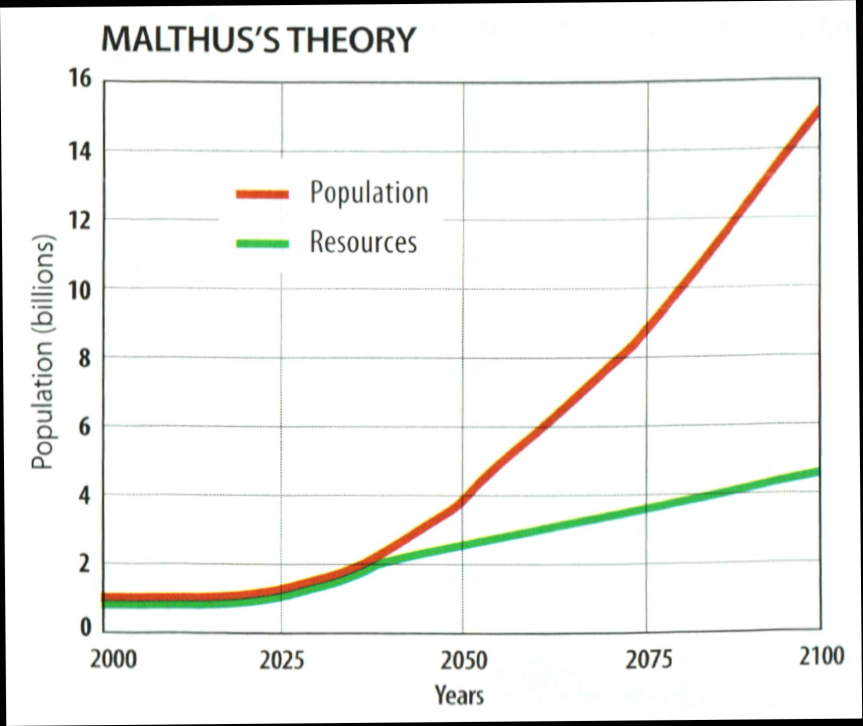 MALTHUS'S THEORY
16
14
12
10
8
6
4
2
0
Population (billions)
Population
Resources
2000 2025 2050 2075 2100
Years